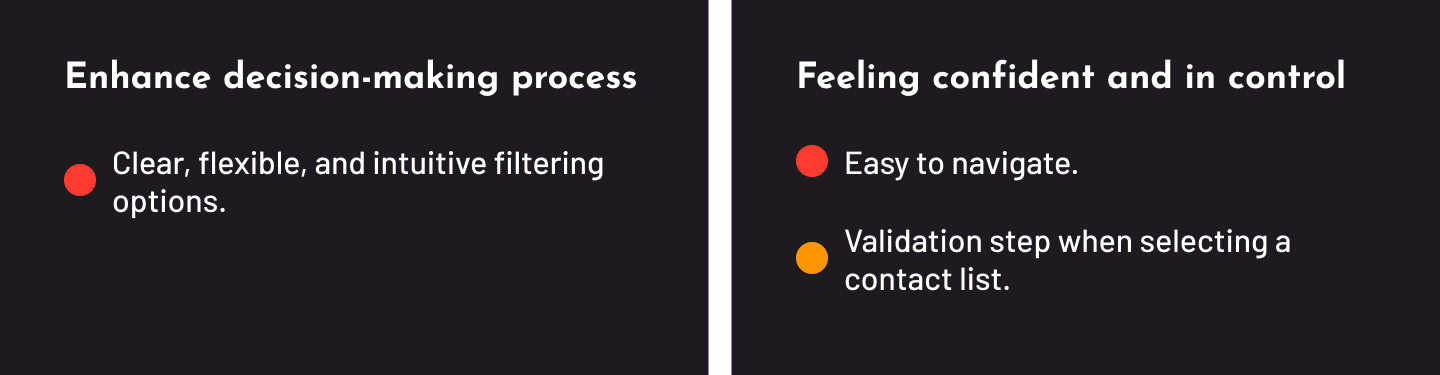 Enhance decision-making process
Clear, flexible, and intuitive filtering
options.
Feeling confident and in control
Easy to navigate.
Validation step when selecting a
contact list.